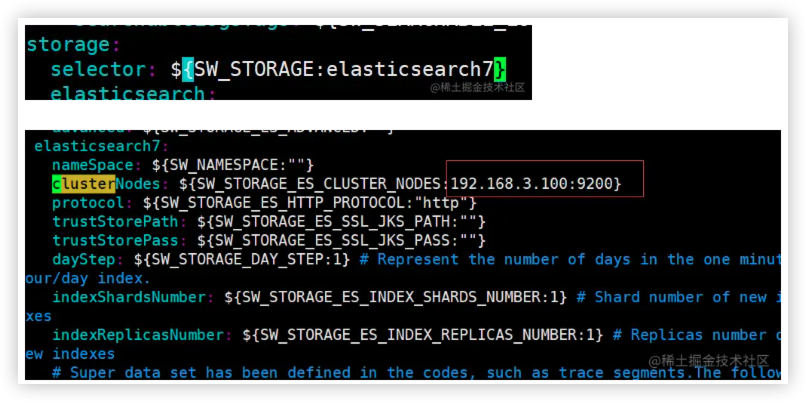 storage:
selector: ${SW_STORAGE:elasticsearch7}
@稀土掘金技术社区
elasticsearch:
advanced: ${SW_STORAGE_ES_ADVANCED:""}
elasticsearch7:
nameSpace: ${SW_NAMESPACE:""}
clusterNodes: ${SW_STORAGE_ES_CLUSTER_NODES:192.168.3.100:9200}
protocol: ${SW_STORAGE_ES_HTTP_PROTOCOL:"http"}
trustStorePath: ${SW_STORAGE_ES_SSL_JKS_PATH:""}
trustStorePass: ${SW_STORAGE_ES_SSL_JKS_PASS:""}
dayStep: ${SW_STORAGE_DAY_STEP:1} # Represent the number of days in the one minut
our/day index.
indexShardsNumber: ${SW_STORAGE_ES_INDEX_SHARDS_NUMBER:1} # Shard number of new i
xes
indexReplicasNumber: ${SW_STORAGE_ES_INDEX_REPLICAS_NUMBER:1} # Replicas number o
ew indexes
@稀土掘金技术社区
# Super data set has been defined in the codes, such as trace segments.The follow